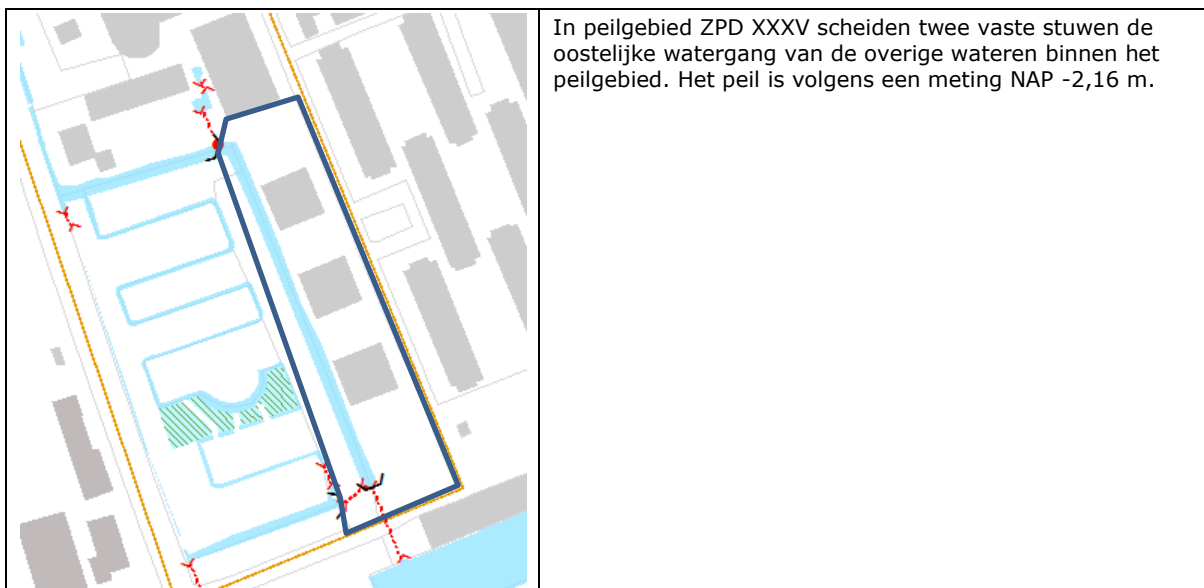 In peilgebied ZPD XXXV scheiden twee vaste stuwen de
oostelijke watergang van de overige wateren binnen het
peilgebied. Het peil is volgens een meting NAP -2,16 m.